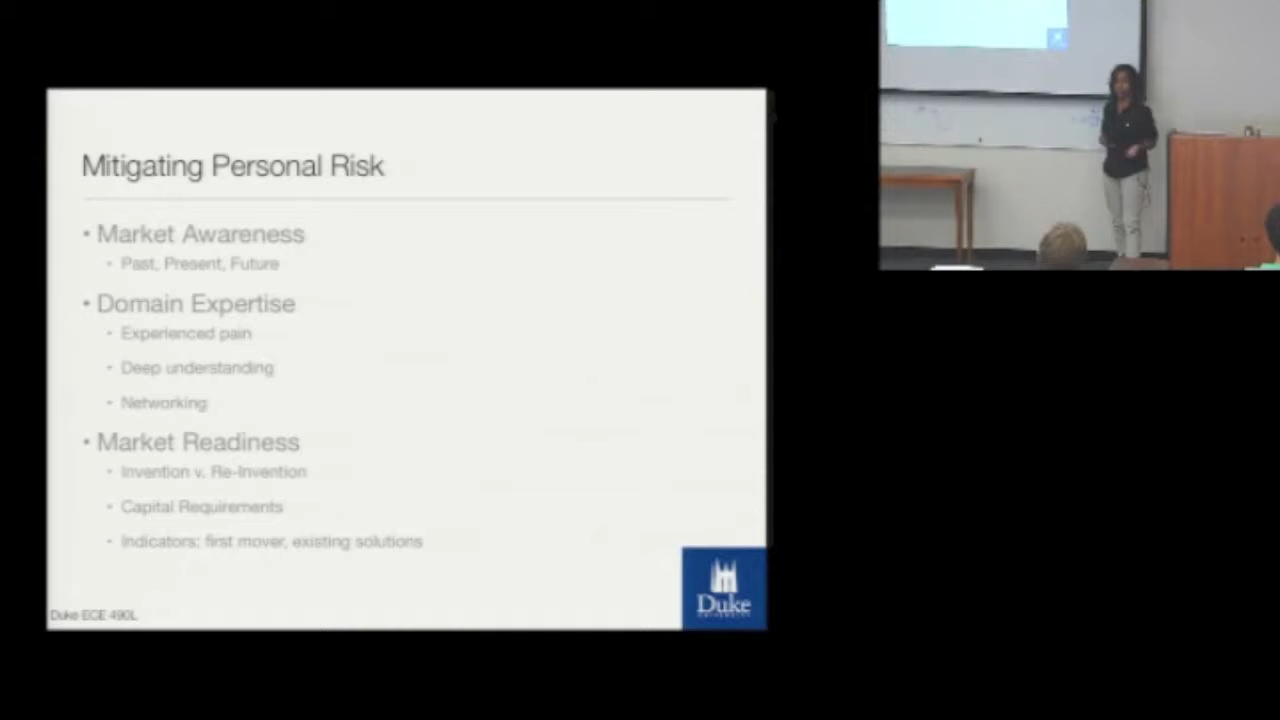 Mitigating Personal Risk
• Market Awareness
• Past, Present, Future
• Domain Expertise
• Experienced pain
• Deep understanding
• Networking
• Market Readiness
• Invention v. Re-Invention
• Capital Requirements
• Indicators: first mover, existing solutions
Duke
UNIVERSITY
Duke ECE 490L